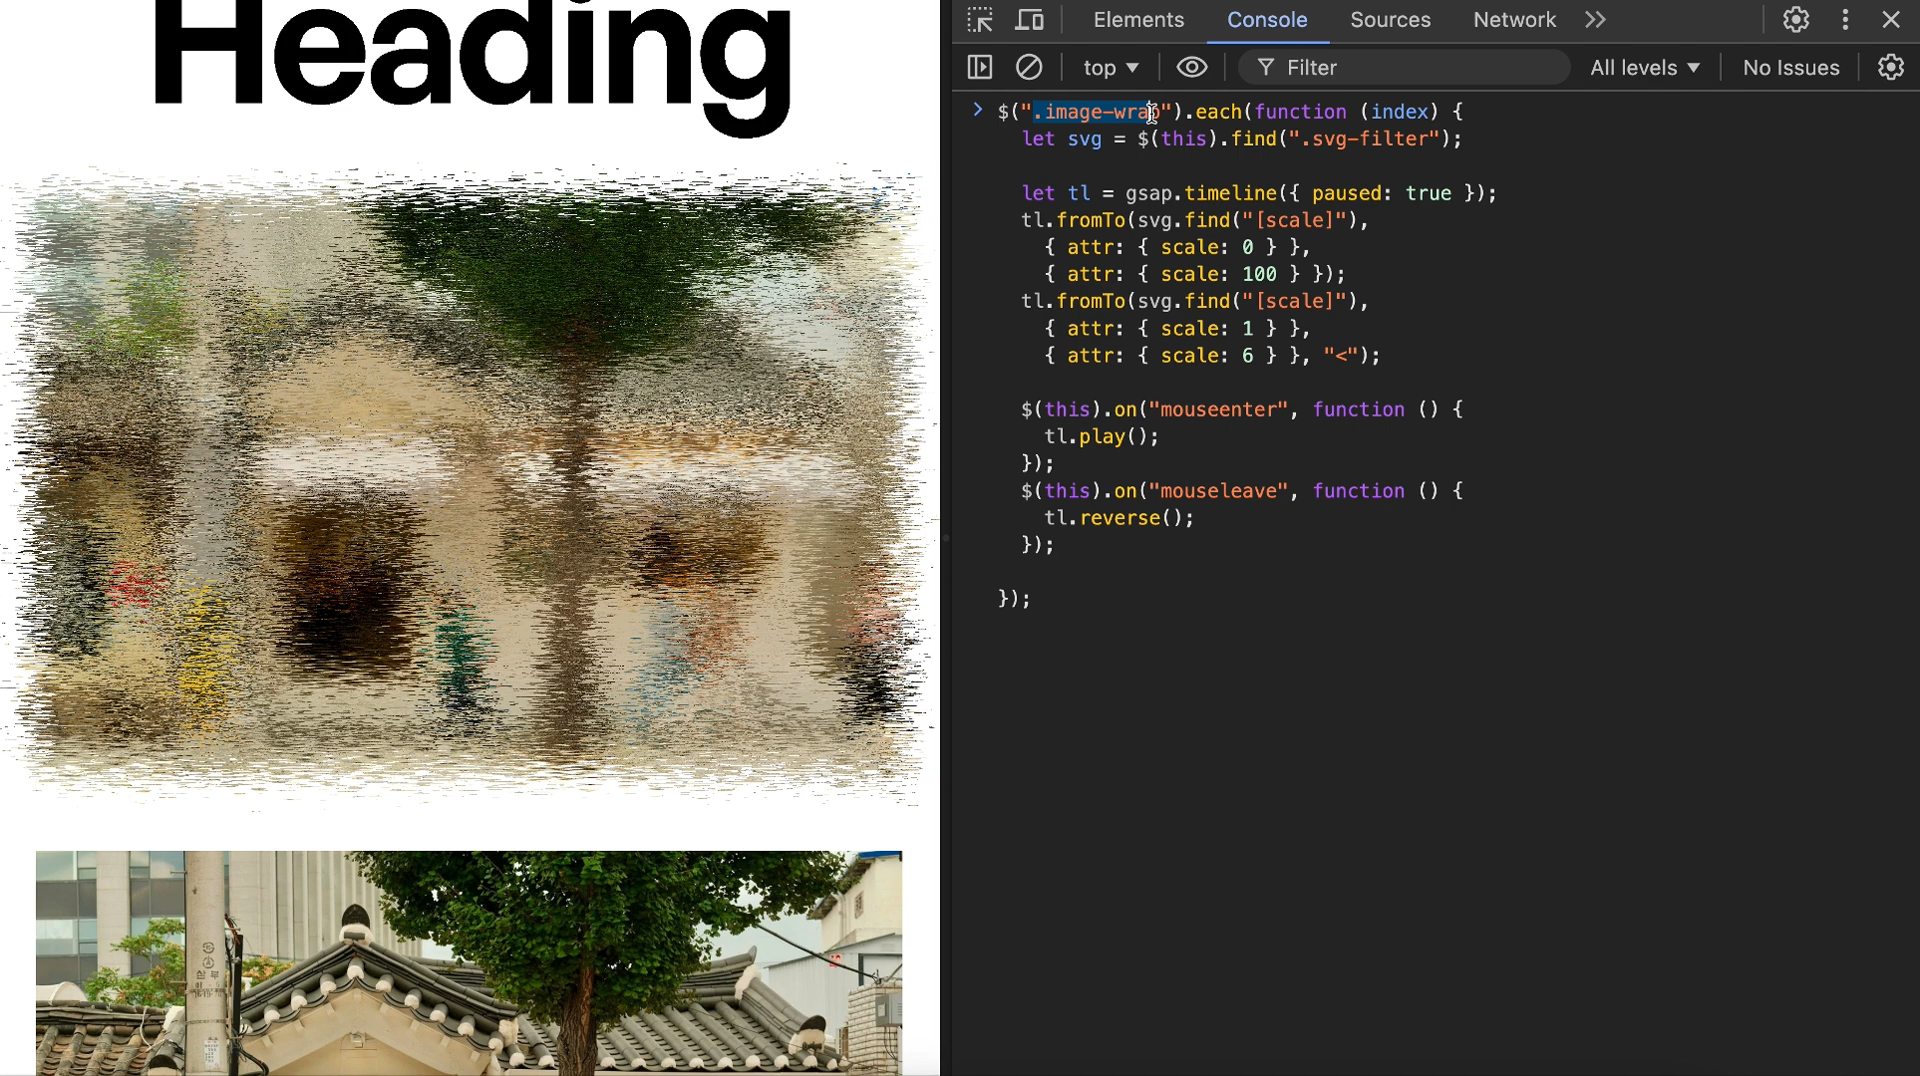 Heading
Elements Console Sources Network
top Filter All levels No Issues
$(".image-wrap").each(function (index) {
let svg = $(this).find(".svg-filter");
let tl = gsap.timeline({ paused: true });
tl.fromTo(svg.find("[scale]"),
{ attr: { scale: 0 } },
{ attr: { scale: 100 } });
tl.fromTo(svg.find("[scale]"),
{ attr: { scale: 1 } },
{ attr: { scale: 6 } }, "<");
$(this).on("mouseenter", function () {
tl.play();
});
$(this).on("mouseleave", function () {
tl.reverse();
});
});